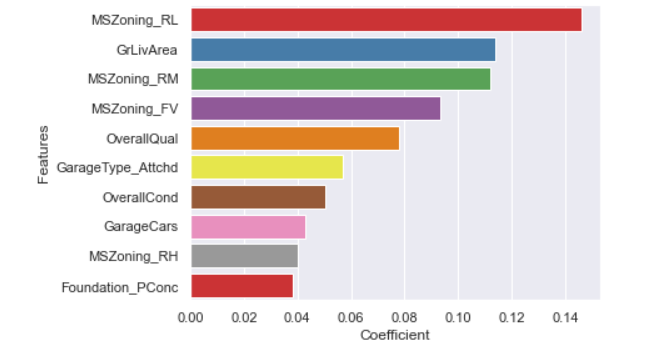 MSZoning_RL
GrLivArea
MSZoning_RM
MSZoning_FV
OverallQual
GarageType_Attchd
OverallCond
GarageCars
MSZoning_RH
Foundation_PConc
Features
0.00 0.02 0.04 0.06 0.08 0.10 0.12 0.14
Coefficient